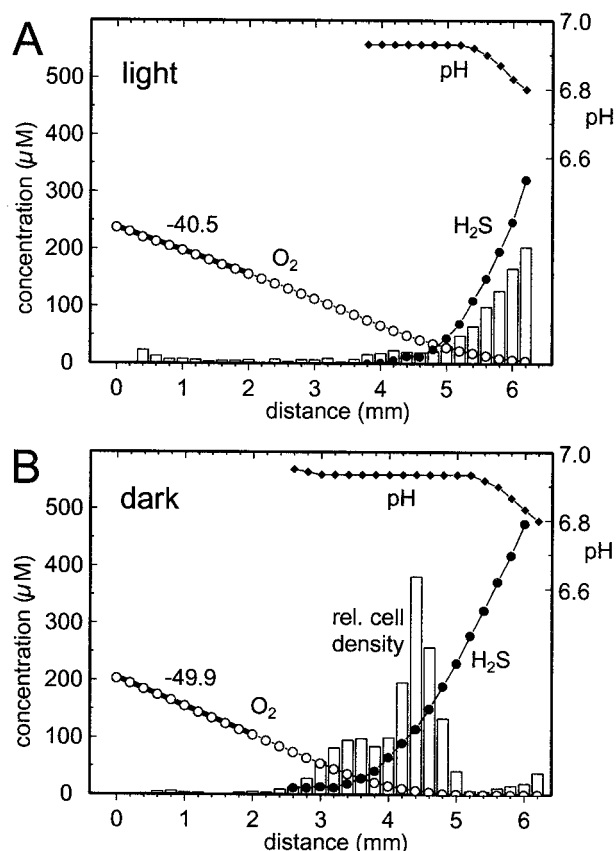 A
light
500
400
300
200
100
0
concentration (µM)
-40.5
O₂
pH
H₂S
7.0
6.8
6.6
pH
0 1 2 3 4 5 6
distance (mm)
B
dark
500
400
300
200
100
0
concentration (µM)
-49.9
O₂
pH
rel. cell
density
H₂S
7.0
6.8
6.6
pH
0 1 2 3 4 5 6
distance (mm)